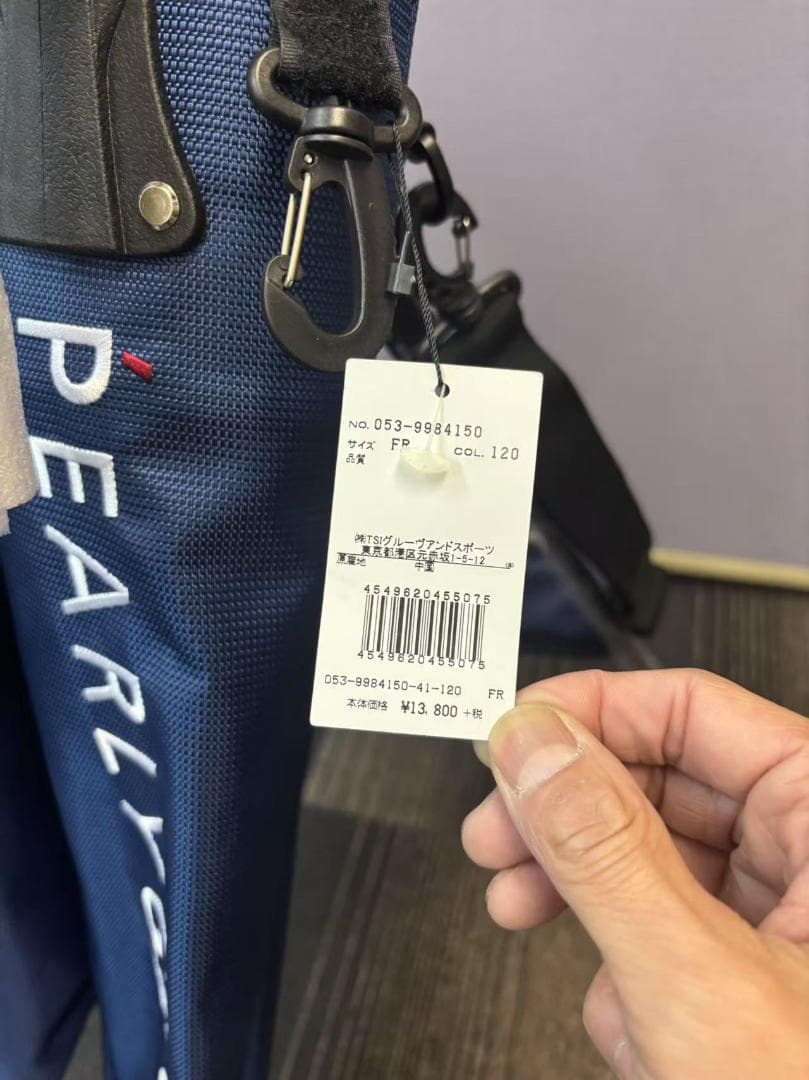 PEARLYG
NO. 053-9984150
サイズ FR COL. 120
品質
㈱TSIグルーヴアンドスポーツ
東京都港区元赤坂1-5-12
原産地 中国
4549620455075
4549620455075
053-9984150-41-120 FR
本体価格 ¥13,800 +税